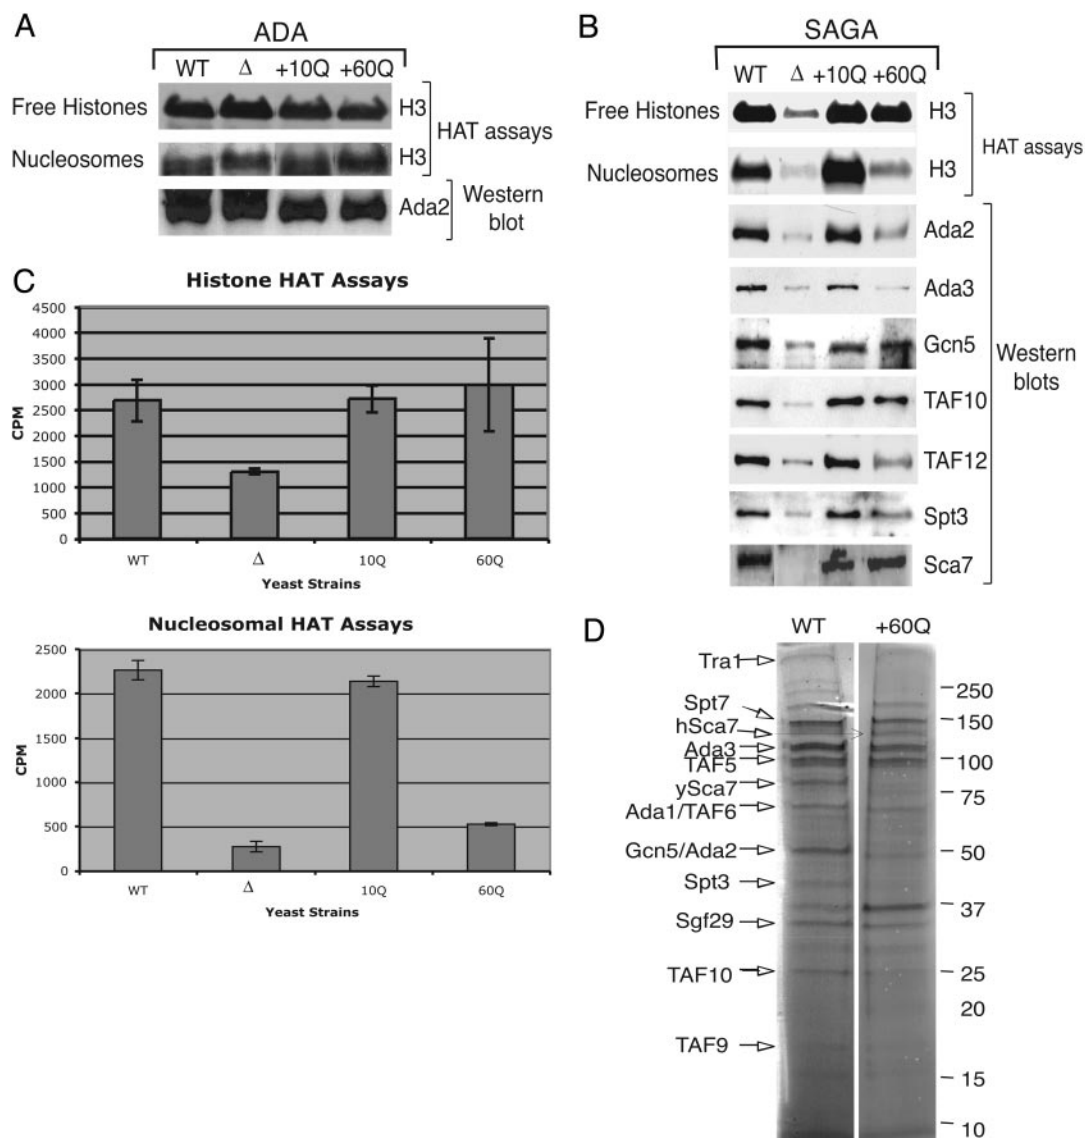 A
ADA
WT Δ +10Q +60Q
Free Histones
H3
Nucleosomes
H3
HAT assays
Ada2
Western
blot
B
SAGA
WT Δ +10Q +60Q
Free Histones
H3
Nucleosomes
H3
HAT assays
Ada2
Ada3
Gcn5
TAF10
TAF12
Spt3
Sca7
Western
blots
C
Histone HAT Assays
4500
4000
3500
3000
2500
2000
1500
1000
500
0
CPM
WT Δ 10Q 60Q
Yeast Strains
Nucleosomal HAT Assays
2500
2000
1500
1000
500
0
CPM
WT Δ 10Q 60Q
Yeast Strains
D
WT +60Q
Tra1
Spt7
hSca7
Ada3
TAF5
ySca7
Ada1/TAF6
Gcn5/Ada2
Spt3
Sgf29
TAF10
TAF9
250
150
100
75
50
37
25
20
15
10